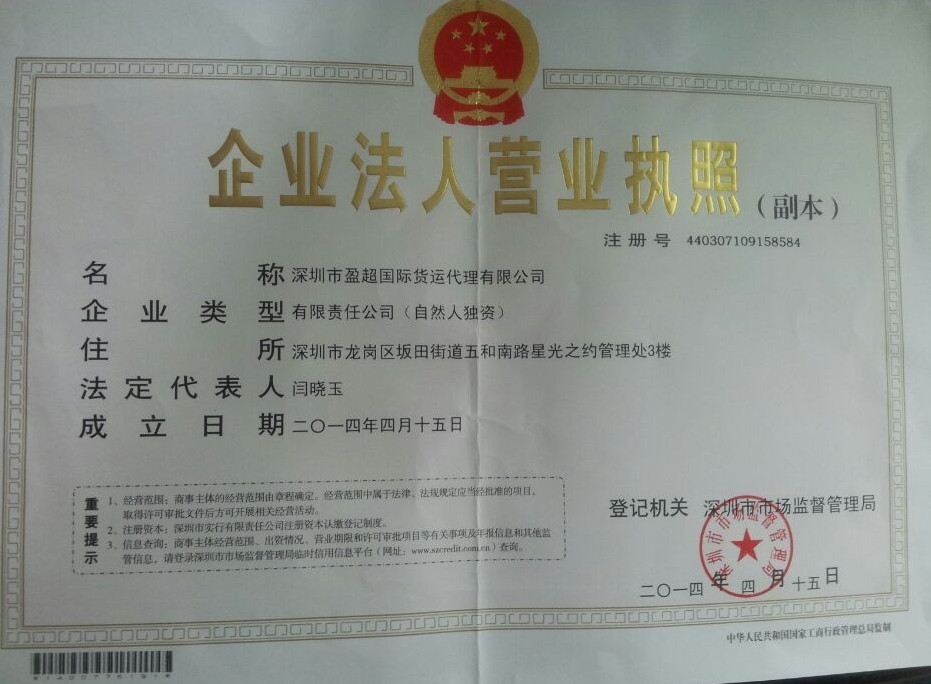 企业法人营业执照(副本)
注册号 440307109158584
名称 深圳市盈超国际货运代理有限公司
企业类型 有限责任公司（自然人独资）
住所 深圳市龙岗区坂田街道五和南路星光之约管理处3楼
法定代表人 闫晓玉
成立日期 二〇一四年四月十五日
重要提示
1、经营范围：商事主体的经营范围由章程确定。经营范围中属于法律、法规规定应当经批准的项目，
取得许可审批文件后方可开展相关经营活动。
2、注册资本：深圳市实行有限责任公司注册资本认缴登记制度。
3、信息查询：商事主体经营范围、出资情况、营业期限和许可审批项目等有关事项及年报信息和其他监
管信息，请登录深圳市市场监督管理局临时信用信息平台（网址：www.szcredit.com.cn）查询。
登记机关 深圳市市场监督管理局
深圳市市场监督管理局
二〇一四年四月十五日
中华人民共和国国家工商行政管理总局监制